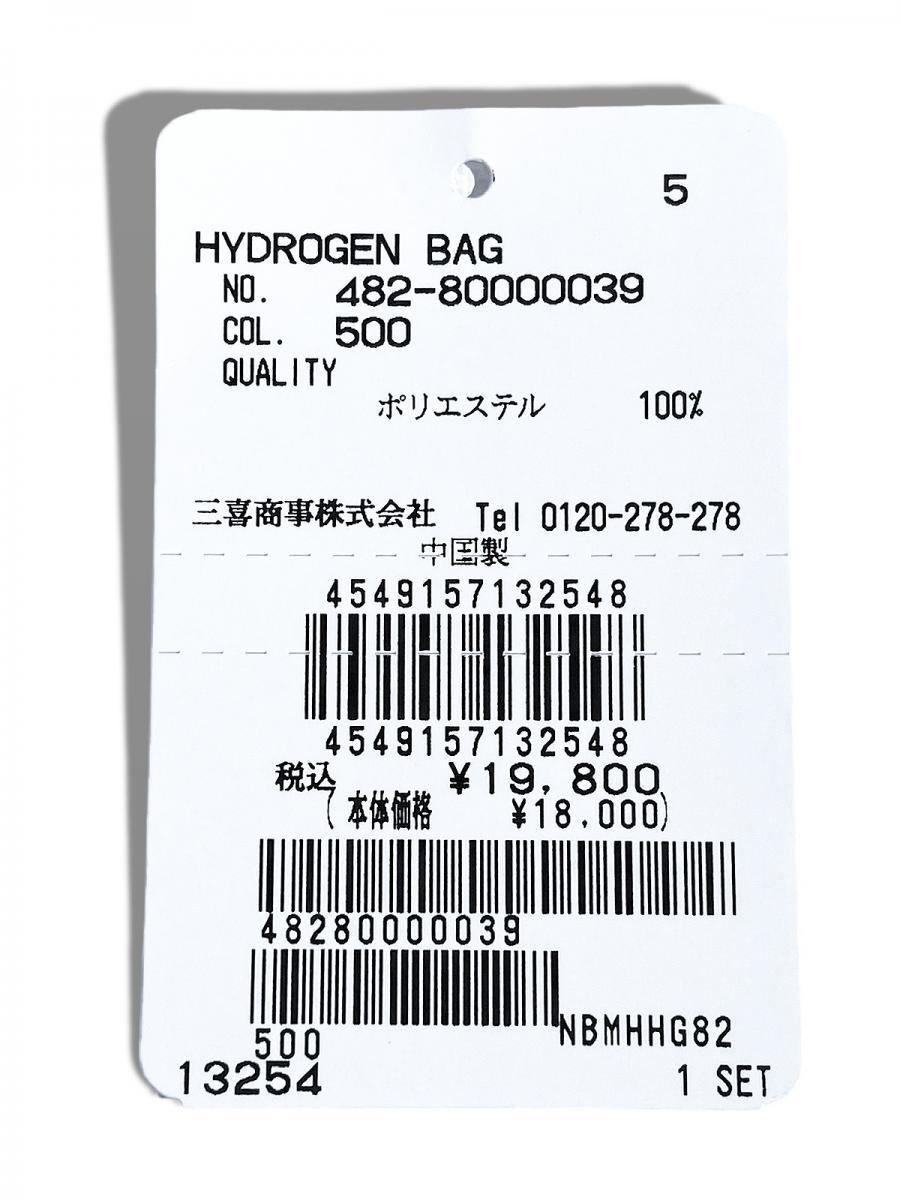 5
HYDROGEN BAG
NO. 482-80000039
COL. 500
QUALITY
ポリエステル 100%
三喜商事株式会社 Tel 0120-278-278
中国製
4549157132548
4549157132548
税込 ¥19,800
(本体価格 ¥18,000)
48280000039
500 NBMHHG82
13254 1 SET